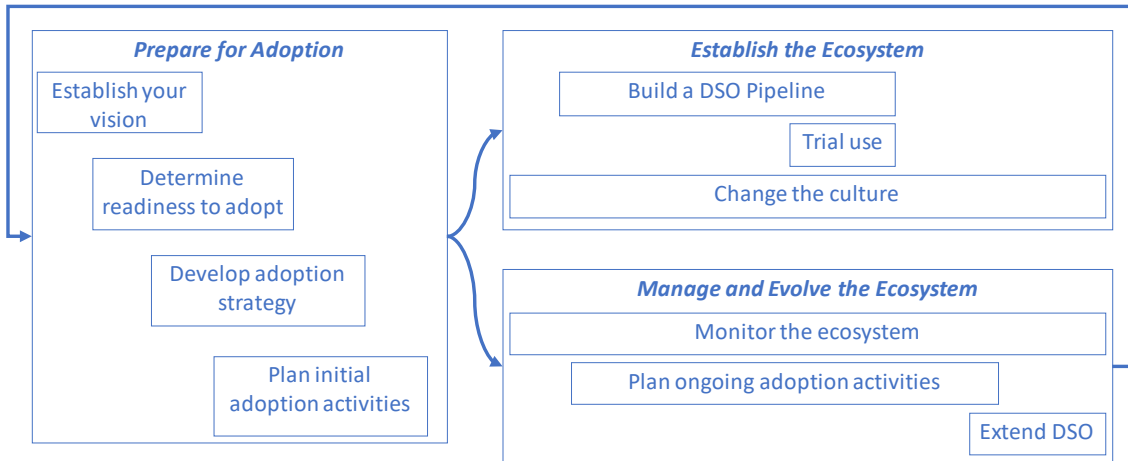 Prepare for Adoption
Establish your
vision
Determine
readiness to adopt
Develop adoption
strategy
Plan initial
adoption activities
Establish the Ecosystem
Build a DSO Pipeline
Trial use
Change the culture
Manage and Evolve the Ecosystem
Monitor the ecosystem
Plan ongoing adoption activities
Extend DSO